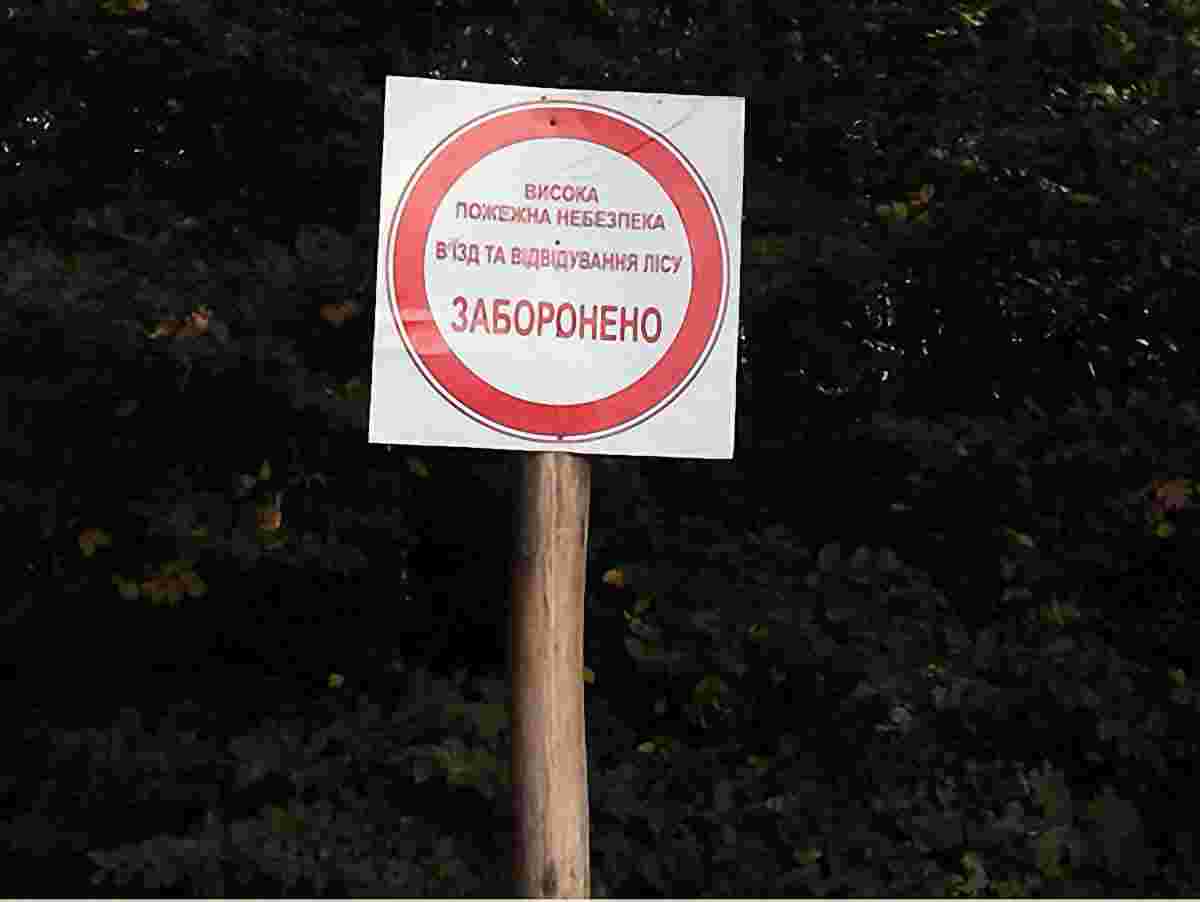 ВИСОКА
ПОЖЕЖНА НЕБЕЗПЕКА
В'ЇЗД ТА ВІДВІДУВАННЯ ЛІСУ
ЗАБОРОНЕНО